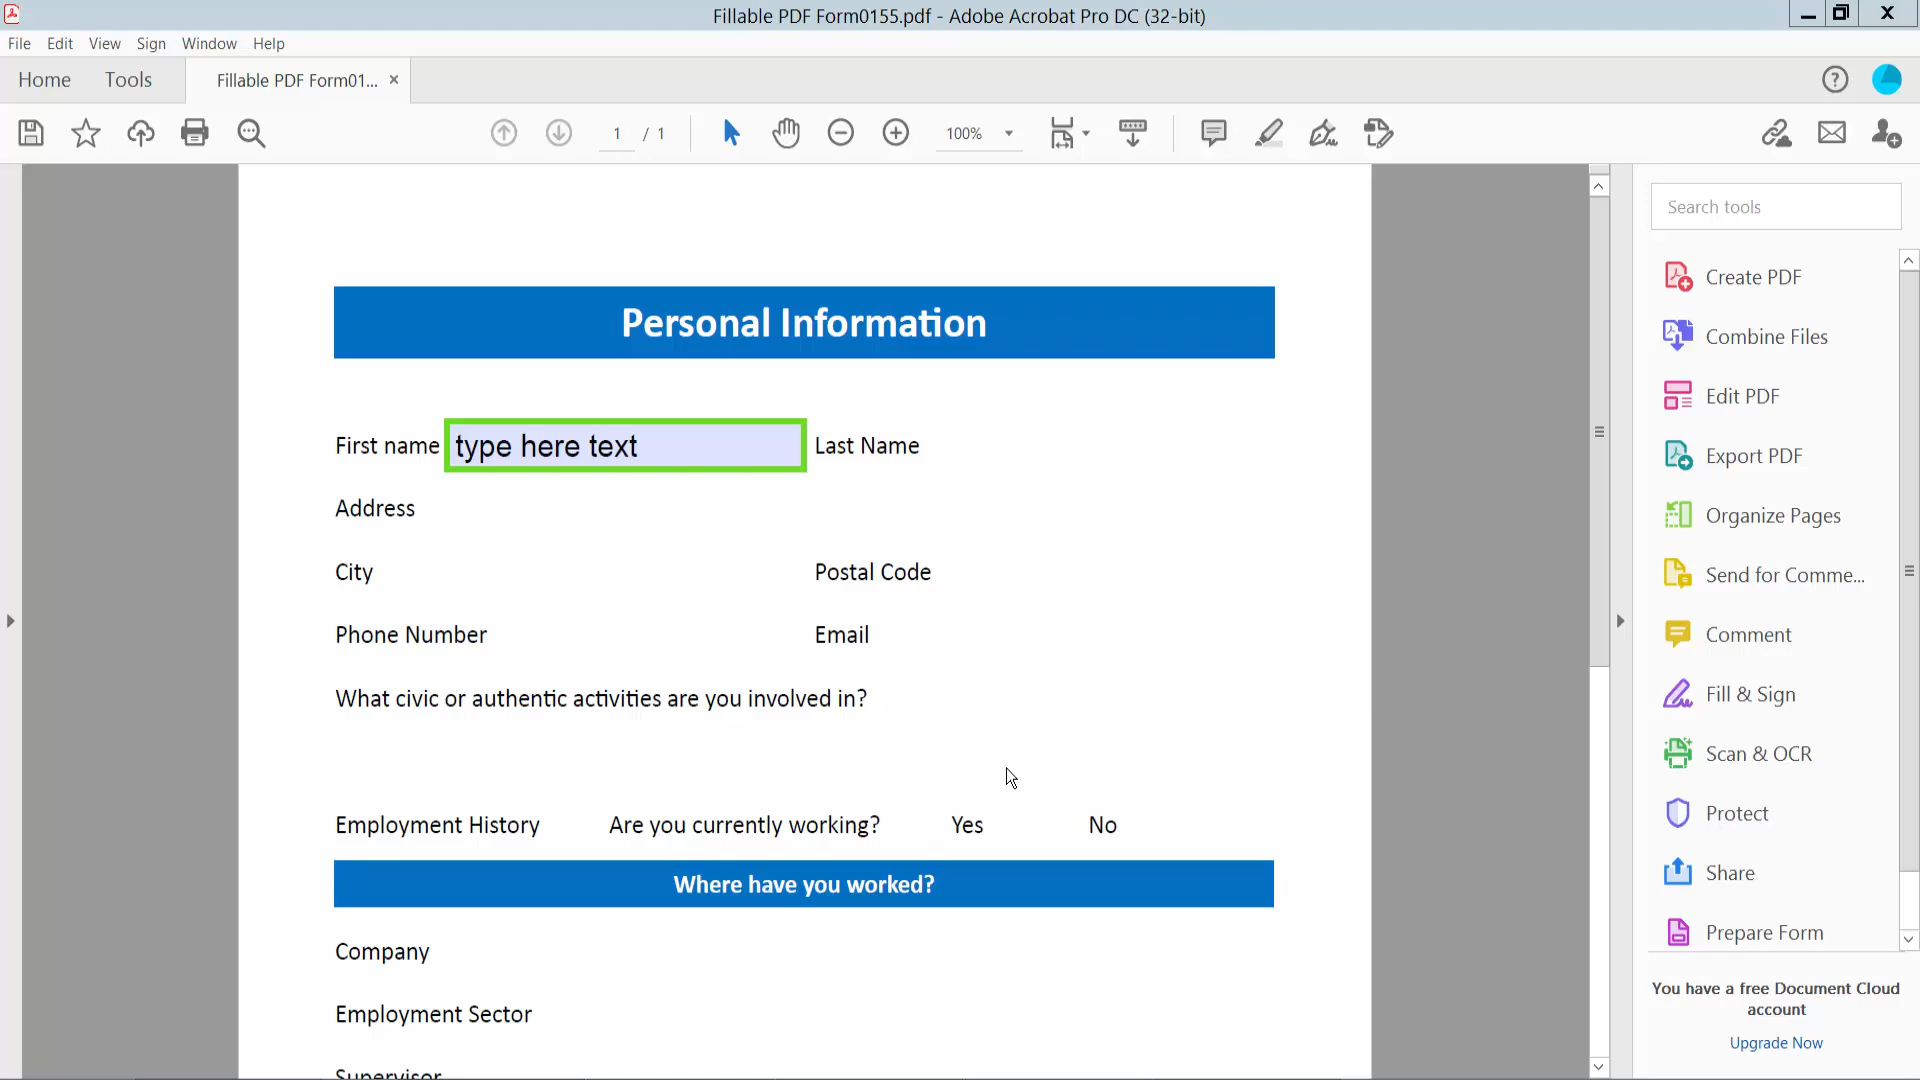 Fillable PDF Form0155.pdf - Adobe Acrobat Pro DC (32-bit)
File Edit View Sign Window Help
Home Tools Fillable PDF Form01... ×
1 / 1 100%
Search tools
Create PDF
Combine Files
Edit PDF
Export PDF
Organize Pages
Send for Comme...
Comment
Fill & Sign
Scan & OCR
Protect
Share
Prepare Form
You have a free Document Cloud
account
Upgrade Now
Personal Information
First name type here text Last Name
Address
City Postal Code
Phone Number Email
What civic or authentic activities are you involved in?
Employment History Are you currently working? Yes No
Where have you worked?
Company
Employment Sector
Supervisor